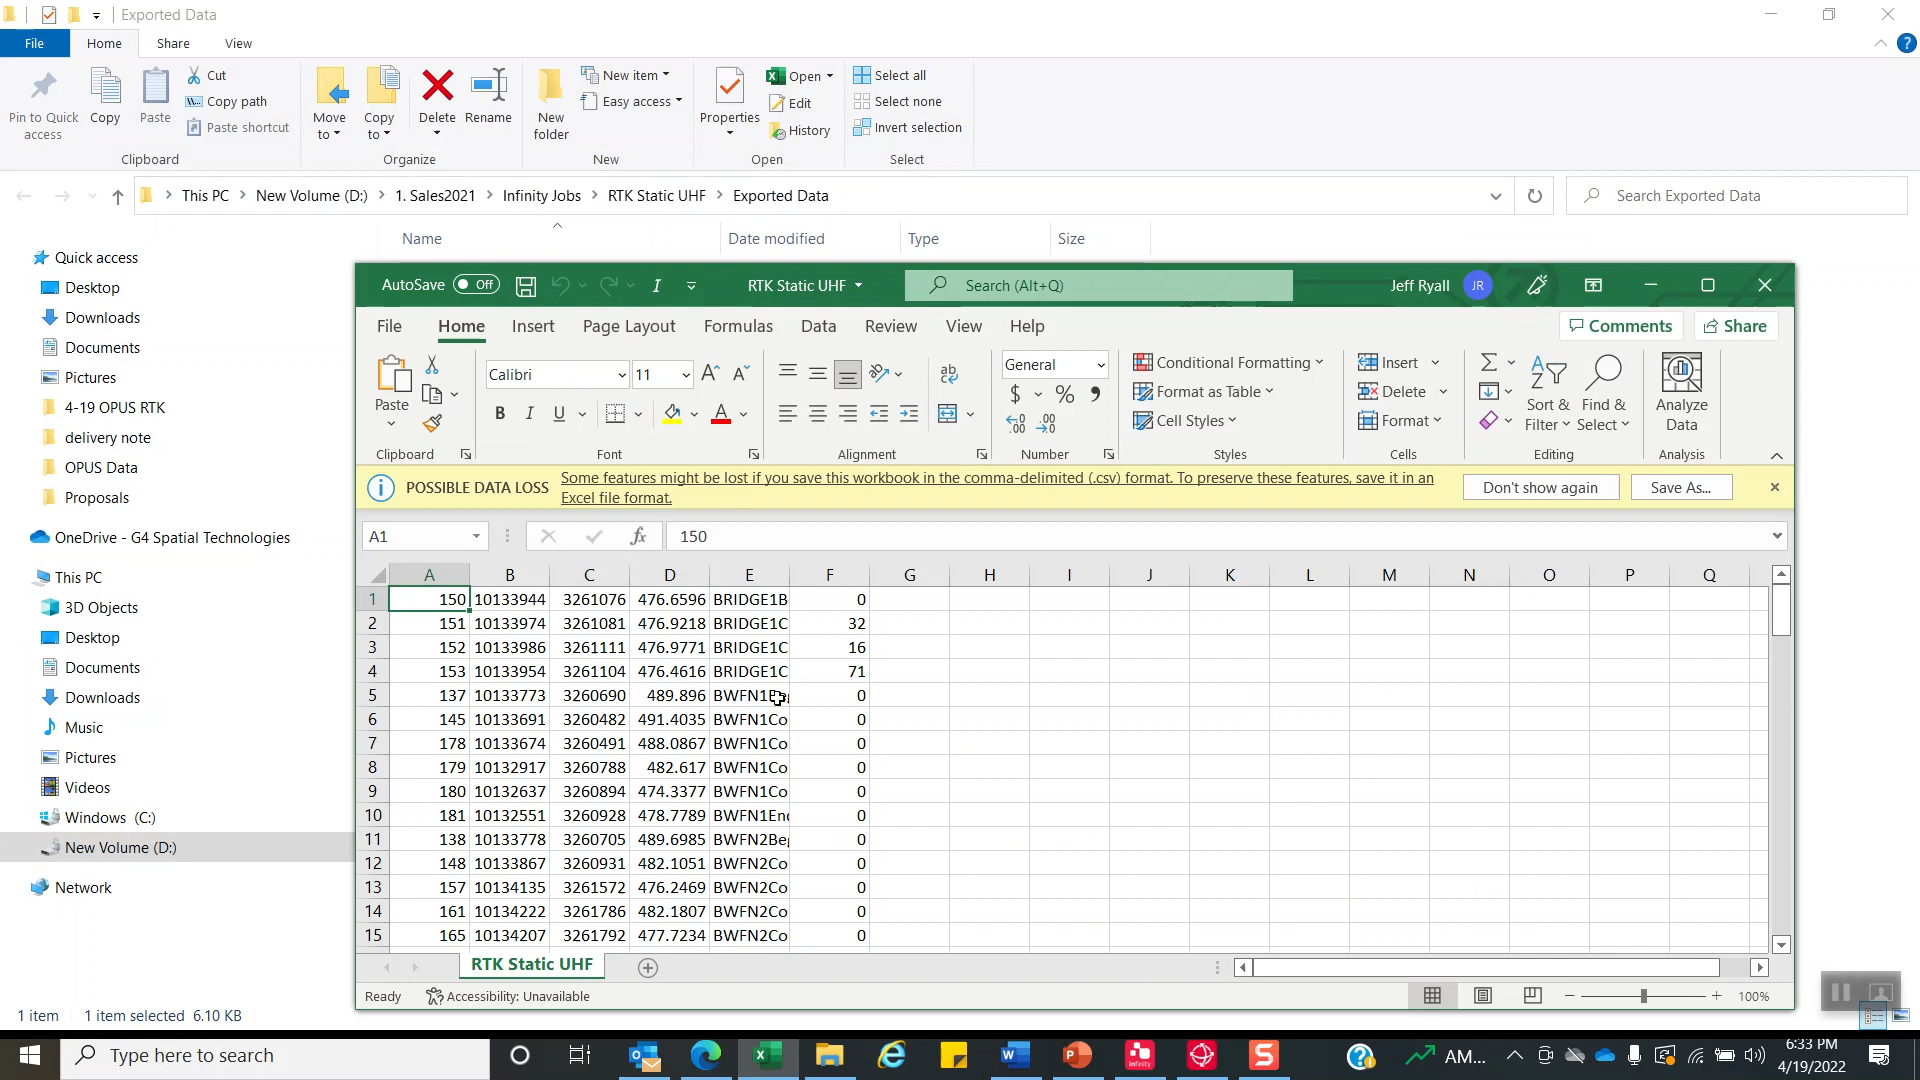 Exported Data
File Home Share View
Pin to Quick access
Copy
Paste
Cut
Copy path
Paste shortcut
Clipboard
Move to
Copy to
Delete
Rename
Organize
New folder
New item
Easy access
New
Properties
Open
Edit
History
Open
Select all
Select none
Invert selection
Select
This PC > New Volume (D:) > 1. Sales2021 > Infinity Jobs > RTK Static UHF > Exported Data
Search Exported Data
Name Date modified Type Size
Quick access
Desktop
Downloads
Documents
Pictures
4-19 OPUS RTK
delivery note
OPUS Data
Proposals
OneDrive - G4 Spatial Technologies
This PC
3D Objects
Desktop
Documents
Downloads
Music
Pictures
Videos
Windows (C:)
New Volume (D:)
Network
1 item 1 item selected 6.10 KB
AutoSave Off RTK Static UHF Search (Alt+Q) Jeff Ryall JR
File Home Insert Page Layout Formulas Data Review View Help Comments Share
Paste
Clipboard
Calibri 11
Font
Alignment
General
Number
Conditional Formatting
Format as Table
Cell Styles
Styles
Insert
Delete
Format
Cells
Sort & Filter
Find & Select
Editing
Analyze Data
Analysis
POSSIBLE DATA LOSS Some features might be lost if you save this workbook in the comma-delimited (.csv) format. To preserve these features, save it in an
Excel file format.
Don't show again Save As...
A1 fx 150
A B C D E F G H I J K L M N O P Q
1 150 10133944 3261076 476.6596 BRIDGE1B 0
2 151 10133974 3261081 476.9218 BRIDGE1C 32
3 152 10133986 3261111 476.9771 BRIDGE1C 16
4 153 10133954 3261104 476.4616 BRIDGE1C 71
5 137 10133773 3260690 489.896 BWFN1Beg 0
6 145 10133691 3260482 491.4035 BWFN1Co 0
7 178 10133674 3260491 488.0867 BWFN1Co 0
8 179 10132917 3260788 482.617 BWFN1Co 0
9 180 10132637 3260894 474.3377 BWFN1Co 0
10 181 10132551 3260928 478.7789 BWFN1End 0
11 138 10133778 3260705 489.6985 BWFN2Beg 0
12 148 10133867 3260931 482.1051 BWFN2Co 0
13 157 10134135 3261572 476.2469 BWFN2Co 0
14 161 10134222 3261786 482.1807 BWFN2Co 0
15 165 10134207 3261792 477.7234 BWFN2Co 0
RTK Static UHF
Ready Accessibility: Unavailable 100%
Type here to search
AM...
6:33 PM
4/19/2022